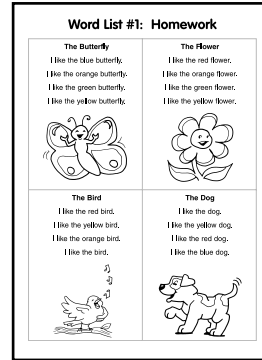 Word List #1: Homework
The Butterfly
I like the blue butterfly.
I like the orange butterfly.
I like the green butterfly.
I like the yellow butterfly.
The Flower
I like the red flower.
I like the orange flower.
I like the green flower.
I like the yellow flower.
The Bird
I like the red bird.
I like the yellow bird.
I like the orange bird.
I like the bird.
The Dog
I like the dog.
I like the yellow dog.
I like the red dog.
I like the blue dog.